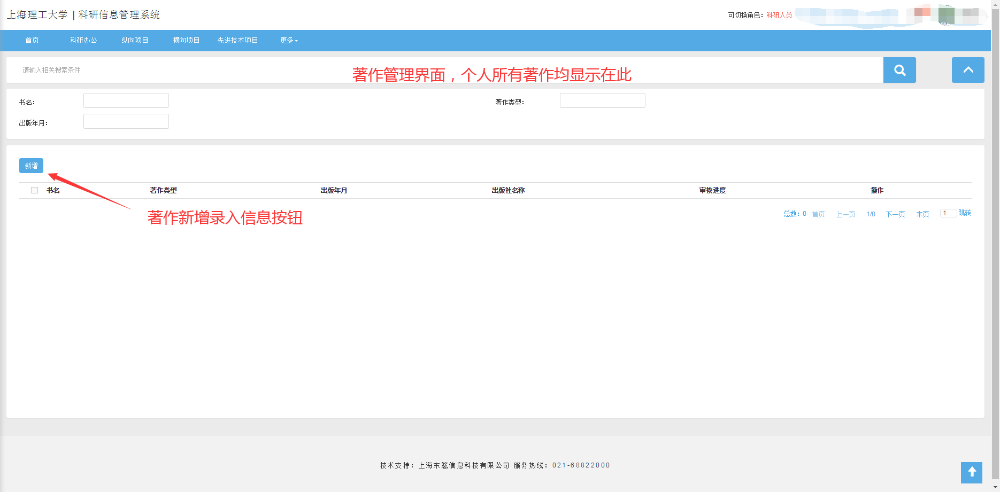 上海理工大学 | 科研信息管理系统
可切换角色：科研人员
首页 科研办公 纵向项目 横向项目 先进技术项目 更多
请输入相关搜索条件
著作管理界面，个人所有著作均显示在此
书名： 著作类型：
出版年月：
新增
书名 著作类型 出版年月 出版社名称 审核进度 操作
著作新增录入信息按钮
总数：0 首页 上一页 1/0 下一页 末页 1 跳转
技术支持：上海东篱信息科技有限公司 服务热线：021-68822000